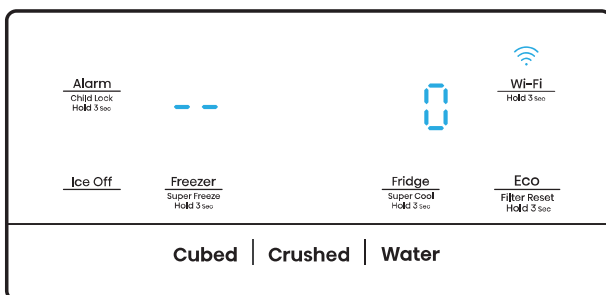 Alarm
Child Lock
Hold 3 Sec
--
0
Wi-Fi
Hold 3 Sec
Ice Off
Freezer
Super Freeze
Hold 3 Sec
Fridge
Super Cool
Hold 3 Sec
Eco
Filter Reset
Hold 3 Sec
Cubed | Crushed | Water